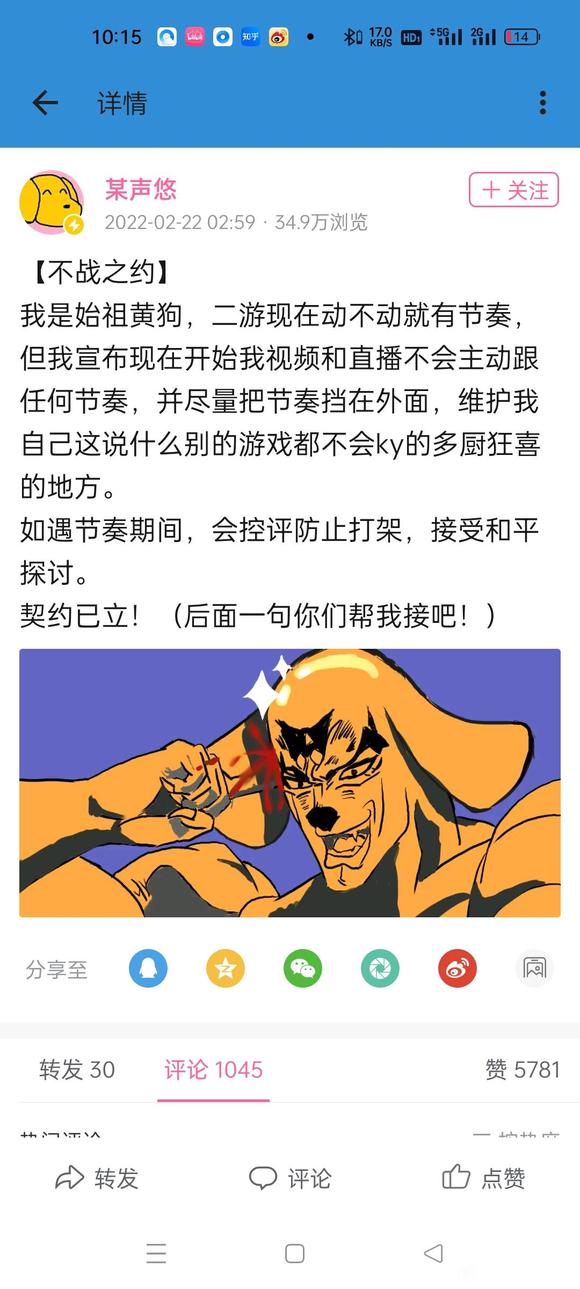 10:15 知乎 17.0 KB/S HD1 5G 2G 14
详情
某声悠
+ 关注
2022-02-22 02:59 · 34.9万浏览
【不战之约】
我是始祖黄狗，二游现在动不动就有节奏，
但我宣布现在开始我视频和直播不会主动跟
任何节奏，并尽量把节奏挡在外面，维护我
自己这说什么别的游戏都不会ky的多厨狂喜
的地方。
如遇节奏期间，会控评防止打架，接受和平
探讨。
契约已立！（后面一句你们帮我接吧！）
分享至
转发 30 评论 1045 赞 5781
热门评论 按热度
转发 评论 点赞